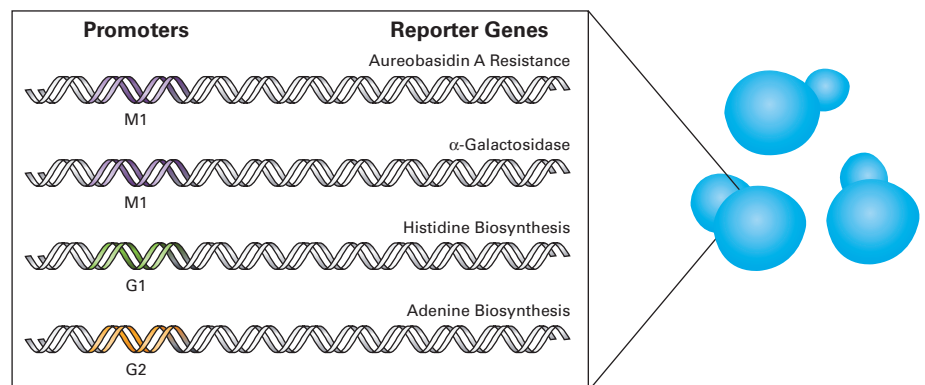 Promoters Reporter Genes
Aureobasidin A Resistance
M1
α-Galactosidase
M1
Histidine Biosynthesis
G1
Adenine Biosynthesis
G2